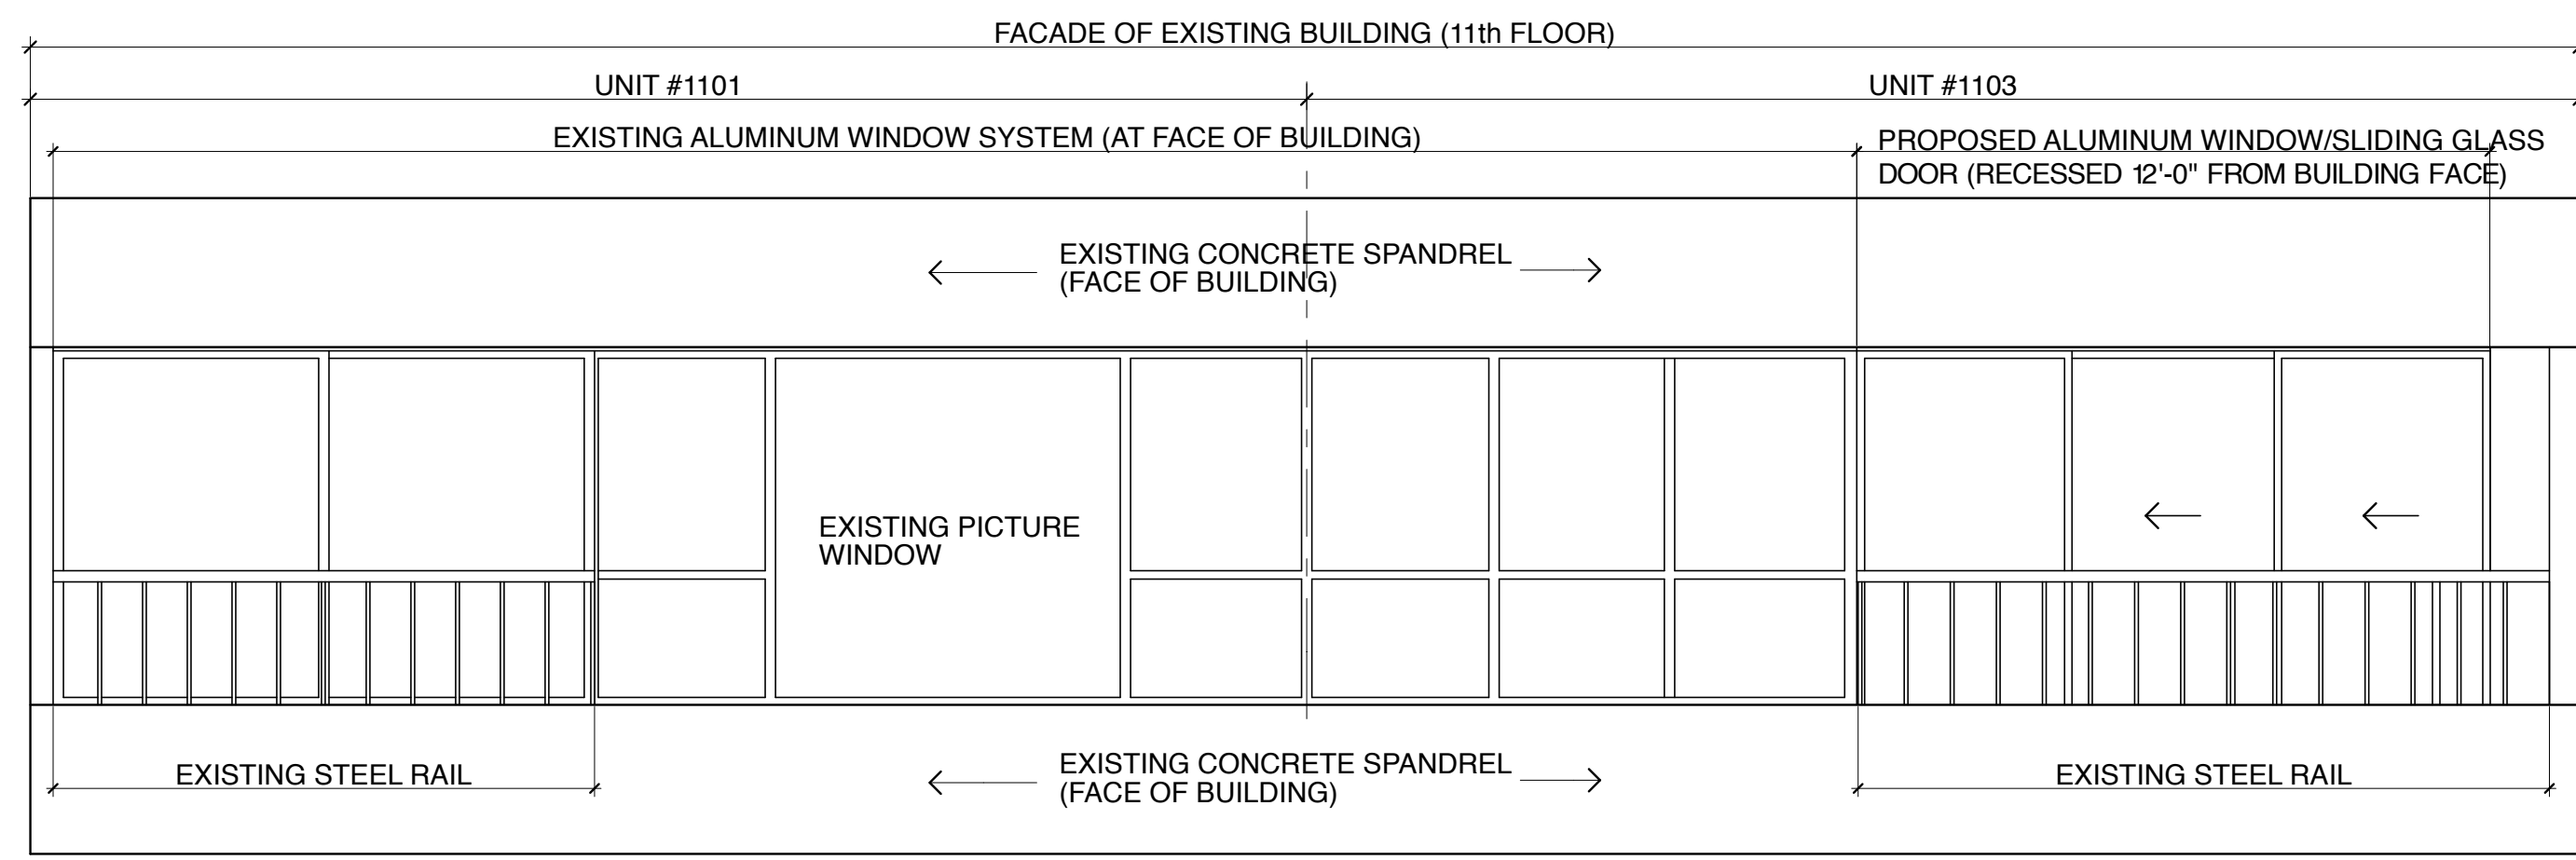 FACADE OF EXISTING BUILDING (11th FLOOR)
UNIT #1101
UNIT #1103
EXISTING ALUMINUM WINDOW SYSTEM (AT FACE OF BUILDING)
PROPOSED ALUMINUM WINDOW/SLIDING GLASS
DOOR (RECESSED 12'-0" FROM BUILDING FACE)
EXISTING CONCRETE SPANDREL
(FACE OF BUILDING)
EXISTING PICTURE
WINDOW
EXISTING STEEL RAIL
EXISTING CONCRETE SPANDREL
(FACE OF BUILDING)
EXISTING STEEL RAIL